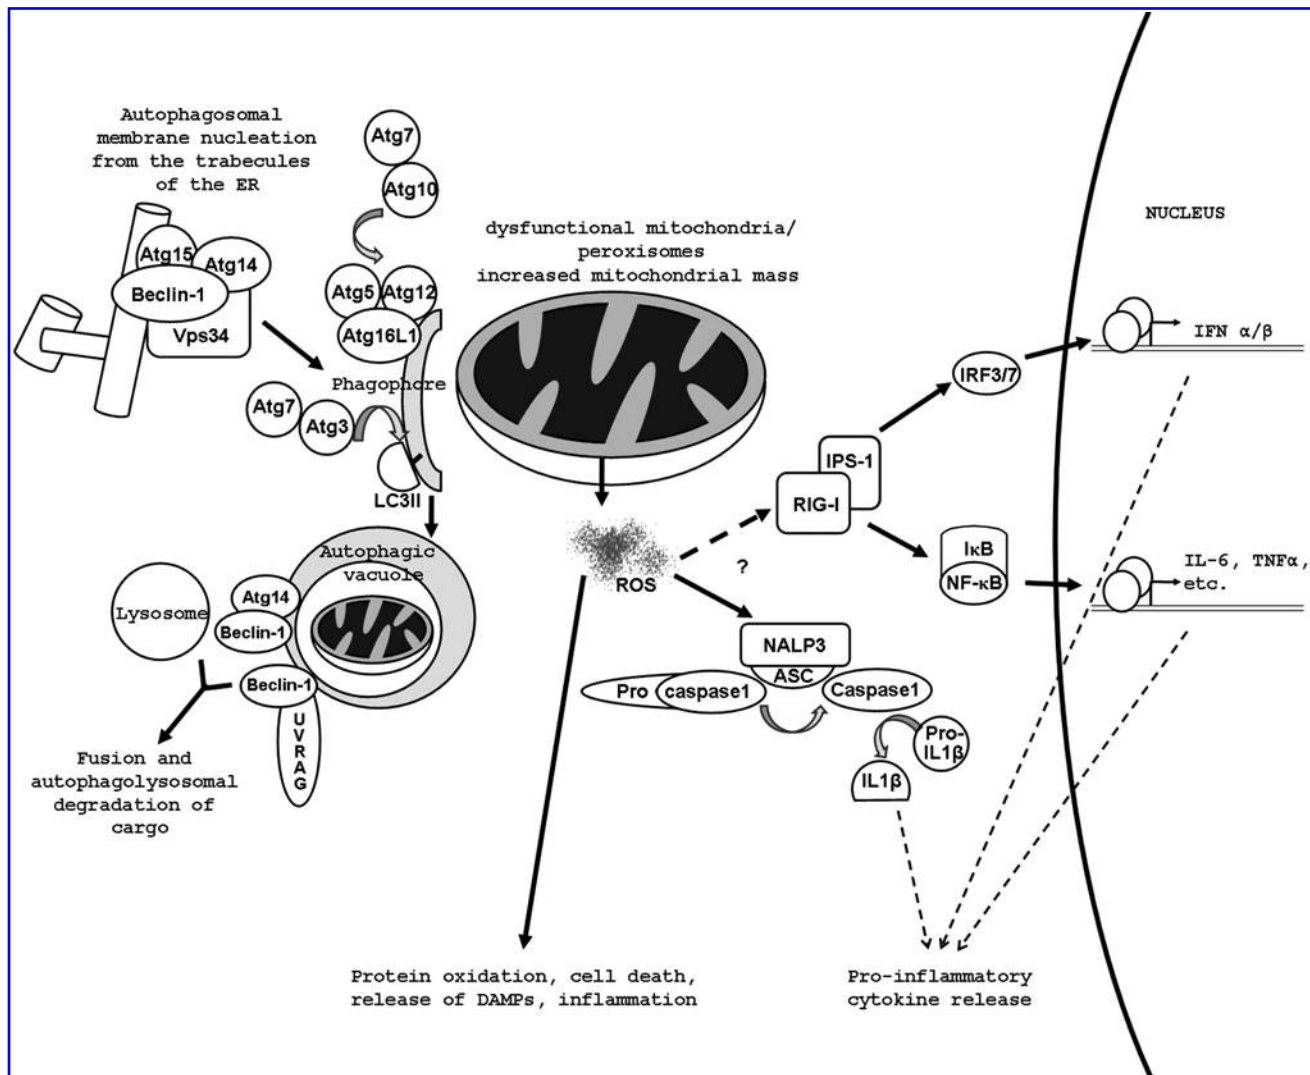 Autophagosomal
membrane nucleation
from the trabecules
of the ER
Atg7
Atg10
Atg15
Atg14
Beclin-1
Vps34
Atg5
Atg12
Atg16L1
Phagophore
Atg7
Atg3
LC3II
dysfunctional mitochondria/
peroxisomes
increased mitochondrial mass
NUCLEUS
IFN α/β
IRF3/7
IPS-1
RIG-I
IκB
NF-κB
IL-6, TNFα,
etc.
ROS
?
Autophagic
vacuole
Lysosome
Atg14
Beclin-1
Beclin-1
UVRAG
Fusion and
autophagolysosomal
degradation of
cargo
NALP3
ASC
Pro
caspase1
Caspase1
Pro-
IL1β
IL1β
Protein oxidation, cell death,
release of DAMPs, inflammation
Pro-inflammatory
cytokine release